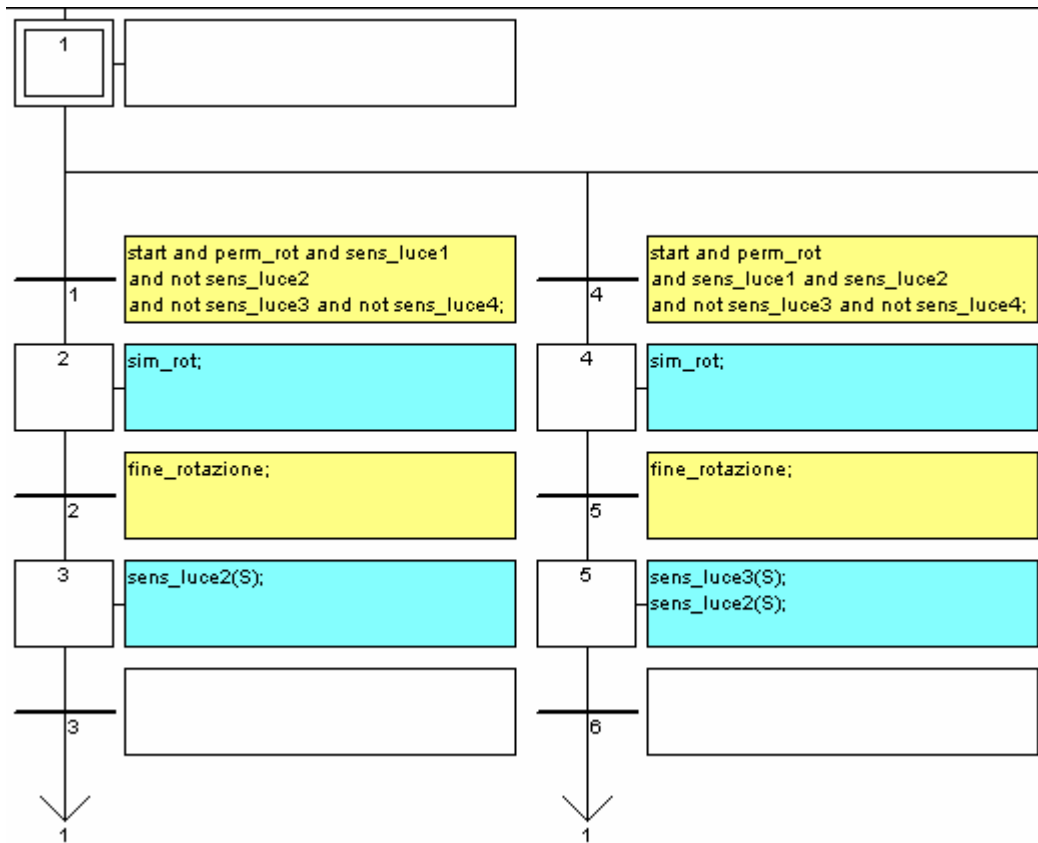 1
start and perm_rot and sens_luce1
and not sens_luce2
and not sens_luce3 and not sens_luce4;
1
2
sim_rot;
fine_rotazione;
2
3
sens_luce2(S);
3
1
start and perm_rot
and sens_luce1 and sens_luce2
and not sens_luce3 and not sens_luce4;
4
4
sim_rot;
fine_rotazione;
5
5
sens_luce3(S);
sens_luce2(S);
6
1